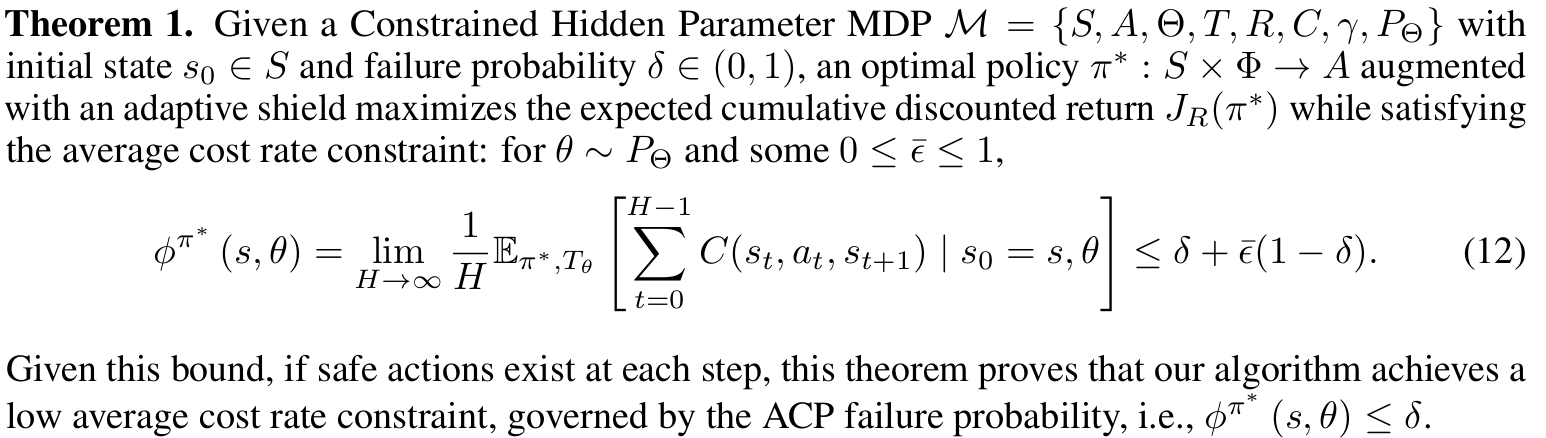 Theorem 1. Given a Constrained Hidden Parameter MDP M = {S, A, Θ, T, R, C, γ, P_Θ} with
initial state s_0 ∈ S and failure probability δ ∈ (0, 1), an optimal policy π* : S × Φ → A augmented
with an adaptive shield maximizes the expected cumulative discounted return J_R(π*) while satisfying
the average cost rate constraint: for θ ∼ P_Θ and some 0 ≤ ϵ̄ ≤ 1,
ϕ^{π*}(s, θ) = lim_{H→∞} 1/H E_{π*,T_θ} [∑_{t=0}^{H−1} C(s_t, a_t, s_{t+1}) | s_0 = s, θ] ≤ δ + ϵ̄(1 − δ). (12)
Given this bound, if safe actions exist at each step, this theorem proves that our algorithm achieves a
low average cost rate constraint, governed by the ACP failure probability, i.e., ϕ^{π*}(s, θ) ≤ δ.